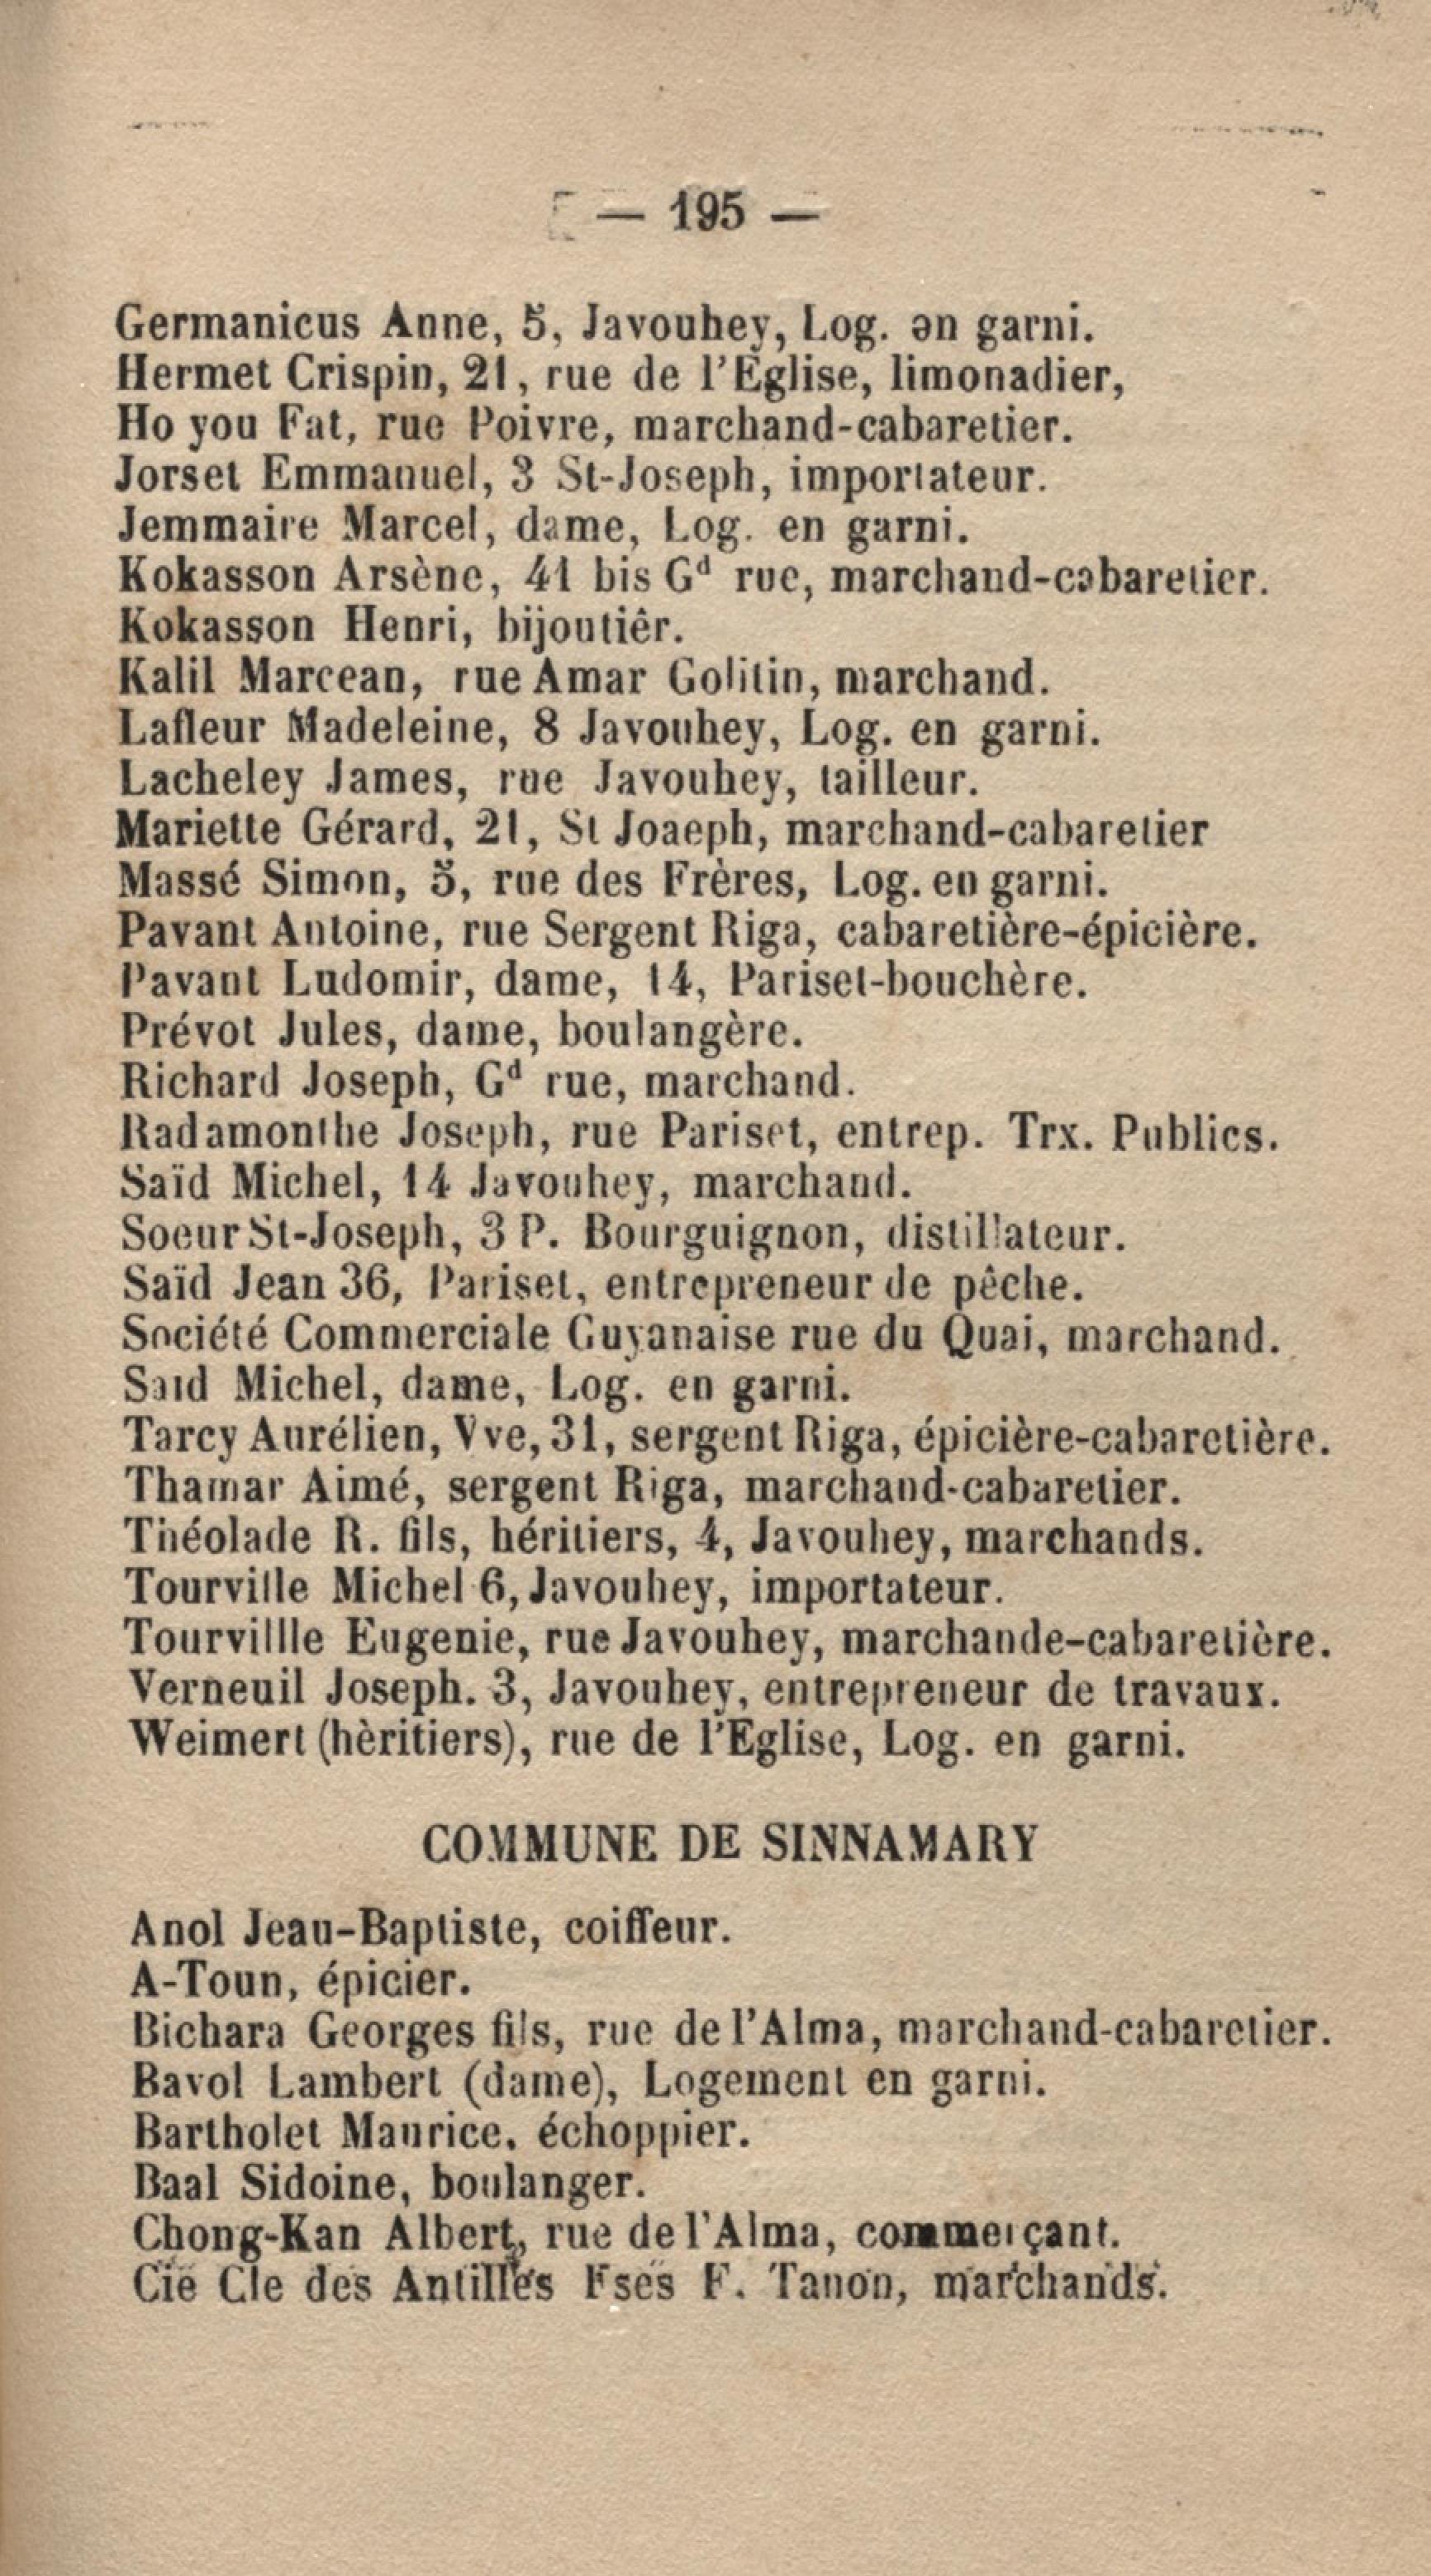 — 195 —
Germanicus Anne, 5, Javouhey, Log. en garni.
Hermet Crispin, 21, rue de l'Eglise, limonadier,
Ho you Fat, rue Poivre, marchand-cabaretier.
Jorset Emmanuel, 3 St-Joseph, importateur.
Jemmaire Marcel, dame, Log. en garni.
Kokasson Arsène, 41 bis Gd rue, marchand-cabaretier.
Kokasson Henri, bijoutiêr.
Kalil Marcean, rue Amar Golitin, marchand.
Lafleur Madeleine, 8 Javouhey, Log. en garni.
Lacheley James, rue Javouhey, tailleur.
Mariette Gérard, 21, St Joaeph, marchand-cabaretier
Massé Simon, 5, rue des Frères, Log. en garni.
Pavant Antoine, rue Sergent Riga, cabaretière-épicière.
Pavant Ludomir, dame, 14, Pariset-bouchère.
Prévot Jules, dame, boulangère.
Richard Joseph, Gd rue, marchand.
Radamonthe Joseph, rue Pariset, entrep. Trx. Publics.
Saïd Michel, 14 Javouhey, marchand.
Soeur St-Joseph, 3 P. Bourguignon, distillateur.
Saïd Jean 36, Pariset, entrepreneur de pêche.
Société Commerciale Guyanaise rue du Quai, marchand.
Said Michel, dame, Log. en garni.
Tarcy Aurélien, Vve, 31, sergent Riga, épicière-cabaretière.
Thamar Aimé, sergent Riga, marchand-cabaretier.
Théolade R. fils, héritiers, 4, Javouhey, marchands.
Tourville Michel 6, Javouhey, importateur.
Tourvillle Eugenie, rue Javouhey, marchande-cabaretière.
Verneuil Joseph. 3, Javouhey, entrepreneur de travaux.
Weimert (hèritiers), rue de l'Eglise, Log. en garni.
COMMUNE DE SINNAMARY
Anol Jeau-Baptiste, coiffeur.
A-Toun, épicier.
Bichara Georges fils, rue de l'Alma, marchand-cabaretier.
Bavol Lambert (dame), Logement en garni.
Bartholet Maurice. échoppier.
Baal Sidoine, boulanger.
Chong-Kan Albert, rue de l'Alma, commerçant.
Cie Cle des Antilles Fses F. Tanon, marchands.